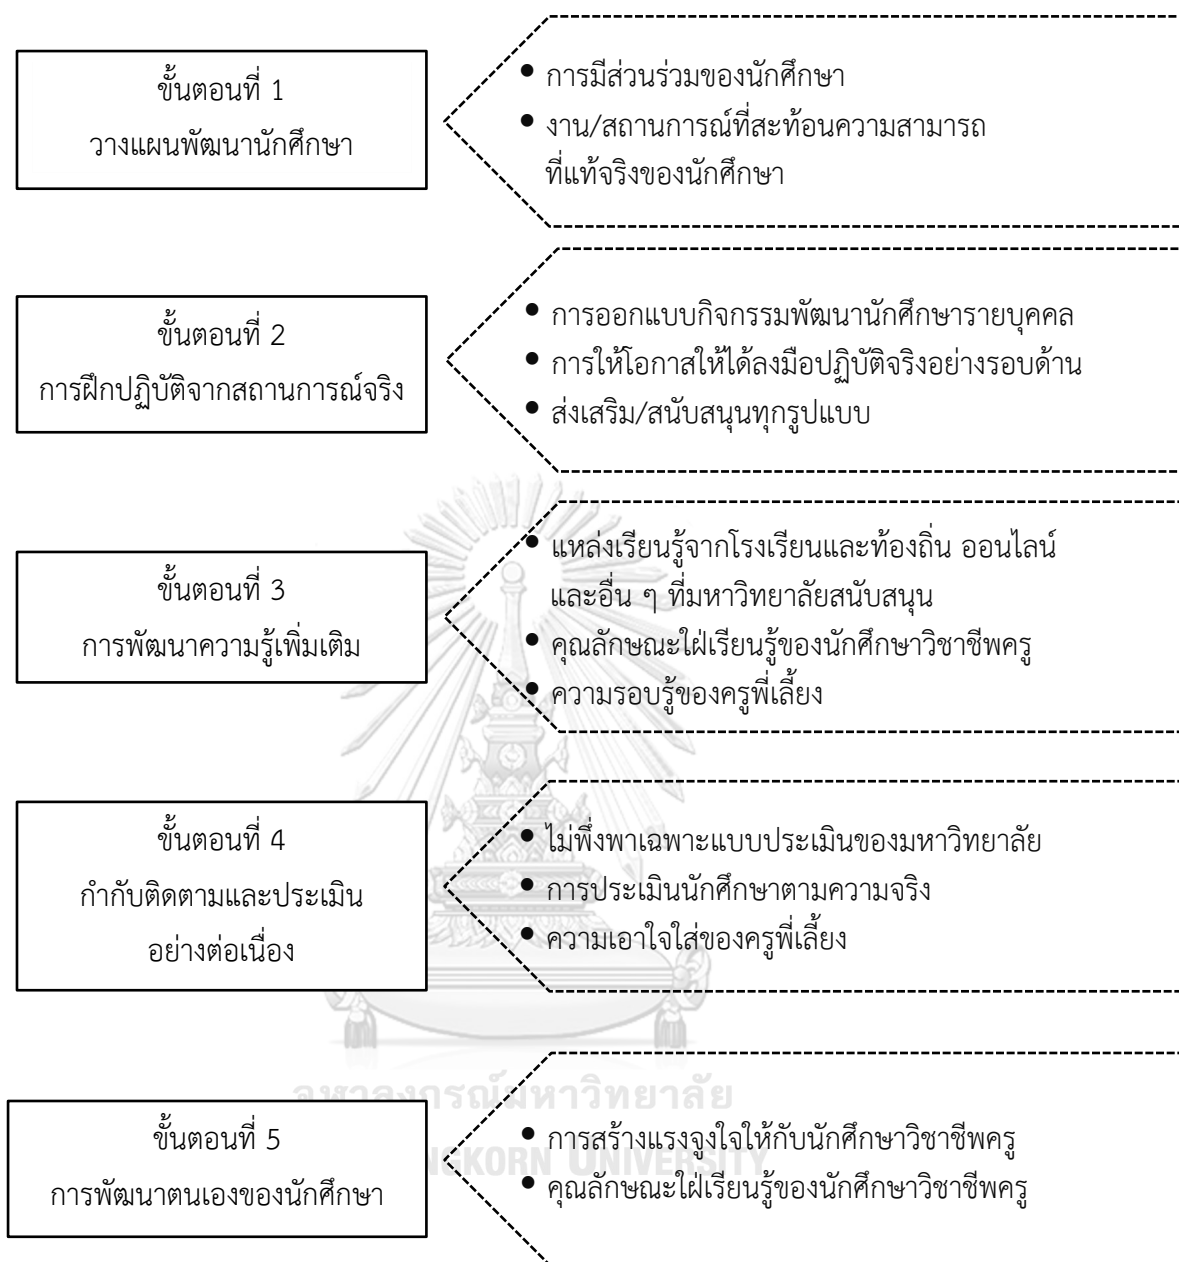 ขั้นตอนที่ 1
วางแผนพัฒนานักศึกษา
• การมีส่วนร่วมของนักศึกษา
• งาน/สถานการณ์ที่สะท้อนความสามารถ
ที่แท้จริงของนักศึกษา
ขั้นตอนที่ 2
การฝึกปฏิบัติจากสถานการณ์จริง
• การออกแบบกิจกรรมพัฒนานักศึกษารายบุคคล
• การให้โอกาสให้ได้ลงมือปฏิบัติจริงอย่างรอบด้าน
• ส่งเสริม/สนับสนุนทุกรูปแบบ
ขั้นตอนที่ 3
การพัฒนาความรู้เพิ่มเติม
• แหล่งเรียนรู้จากโรงเรียนและท้องถิ่น ออนไลน์
และอื่น ๆ ที่มหาวิทยาลัยสนับสนุน
• คุณลักษณะใฝ่เรียนรู้ของนักศึกษาวิชาชีพครู
• ความรอบรู้ของครูพี่เลี้ยง
ขั้นตอนที่ 4
กำกับติดตามและประเมิน
อย่างต่อเนื่อง
• ไม่พึ่งพาเฉพาะแบบประเมินของมหาวิทยาลัย
• การประเมินนักศึกษาตามความจริง
• ความเอาใจใส่ของครูพี่เลี้ยง
จุฬาลงกรณ์มหาวิทยาลัย
NGKORN UNIVERSITY
ขั้นตอนที่ 5
การพัฒนาตนเองของนักศึกษา
• การสร้างแรงจูงใจให้กับนักศึกษาวิชาชีพครู
• คุณลักษณะใฝ่เรียนรู้ของนักศึกษาวิชาชีพครู